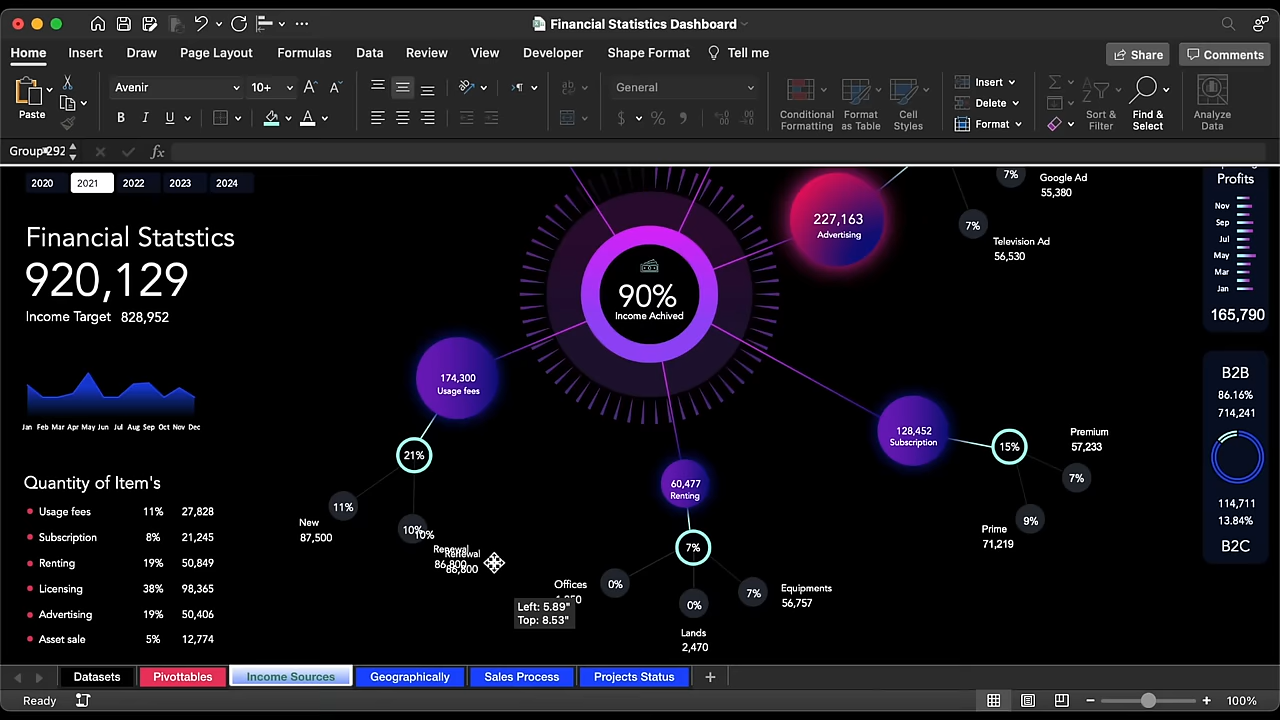 Financial Statistics Dashboard
Home Insert Draw Page Layout Formulas Data Review View Developer Shape Format Tell me
Share Comments
Paste
Avenir 10+
General
Conditional Formatting
Format as Table
Cell Styles
Insert
Delete
Format
Sort & Filter
Find & Select
Analyze Data
B I U
$ %
fx
2020 2021 2022 2023 2024
Financial Statstics
920,129
Income Target 828,952
Jan Feb Mar Apr May Jun Jul Aug Sep Oct Nov Dec
Quantity of Item's
Usage fees 11% 27,828
Subscription 8% 21,245
Renting 19% 50,849
Licensing 38% 98,365
Advertising 19% 50,406
Asset sale 5% 12,774
90%
Income Achived
227,163
Advertising
7%
Google Ad
55,380
7%
Television Ad
56,530
174,300
Usage fees
21%
11%
New
87,500
10%
10%
Renewal
Renewal
86,800
60,477
Renting
7%
Offices
0%
0%
Lands
2,470
7%
Equipments
56,757
Left: 5.89"
Top: 8.53"
128,452
Subscription
15%
Premium
57,233
7%
Prime
71,219
9%
Profits
Nov
Sep
Jul
May
Mar
Jan
165,790
B2B
86.16%
714,241
114,711
13.84%
B2C
Datasets Pivottables Income Sources Geographically Sales Process Projects Status
Ready
100%